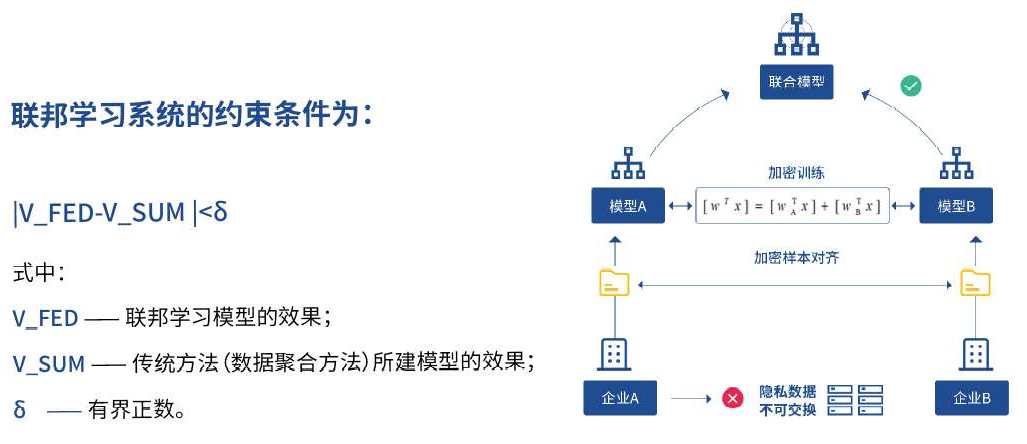 联邦学习系统的约束条件为：
|V_FED-V_SUM |<δ
式中：
V_FED —— 联邦学习模型的效果；
V_SUM —— 传统方法（数据聚合方法）所建模型的效果；
δ —— 有界正数。
联合模型
加密训练
模型A
[w^T x] = [w_A^T x] + [w_B^T x]
模型B
加密样本对齐
企业A
隐私数据
不可交换
企业B